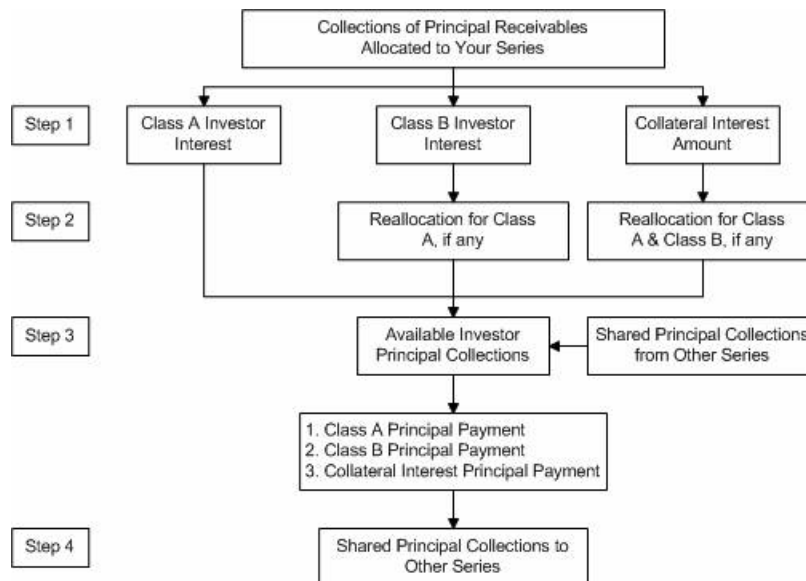 Collections of Principal Receivables
Allocated to Your Series
Step 1
Class A Investor
Interest
Class B Investor
Interest
Collateral Interest
Amount
Step 2
Reallocation for Class
A, if any
Reallocation for Class
A & Class B, if any
Step 3
Available Investor
Principal Collections
Shared Principal Collections
from Other Series
1. Class A Principal Payment
2. Class B Principal Payment
3. Collateral Interest Principal Payment
Step 4
Shared Principal Collections to
Other Series